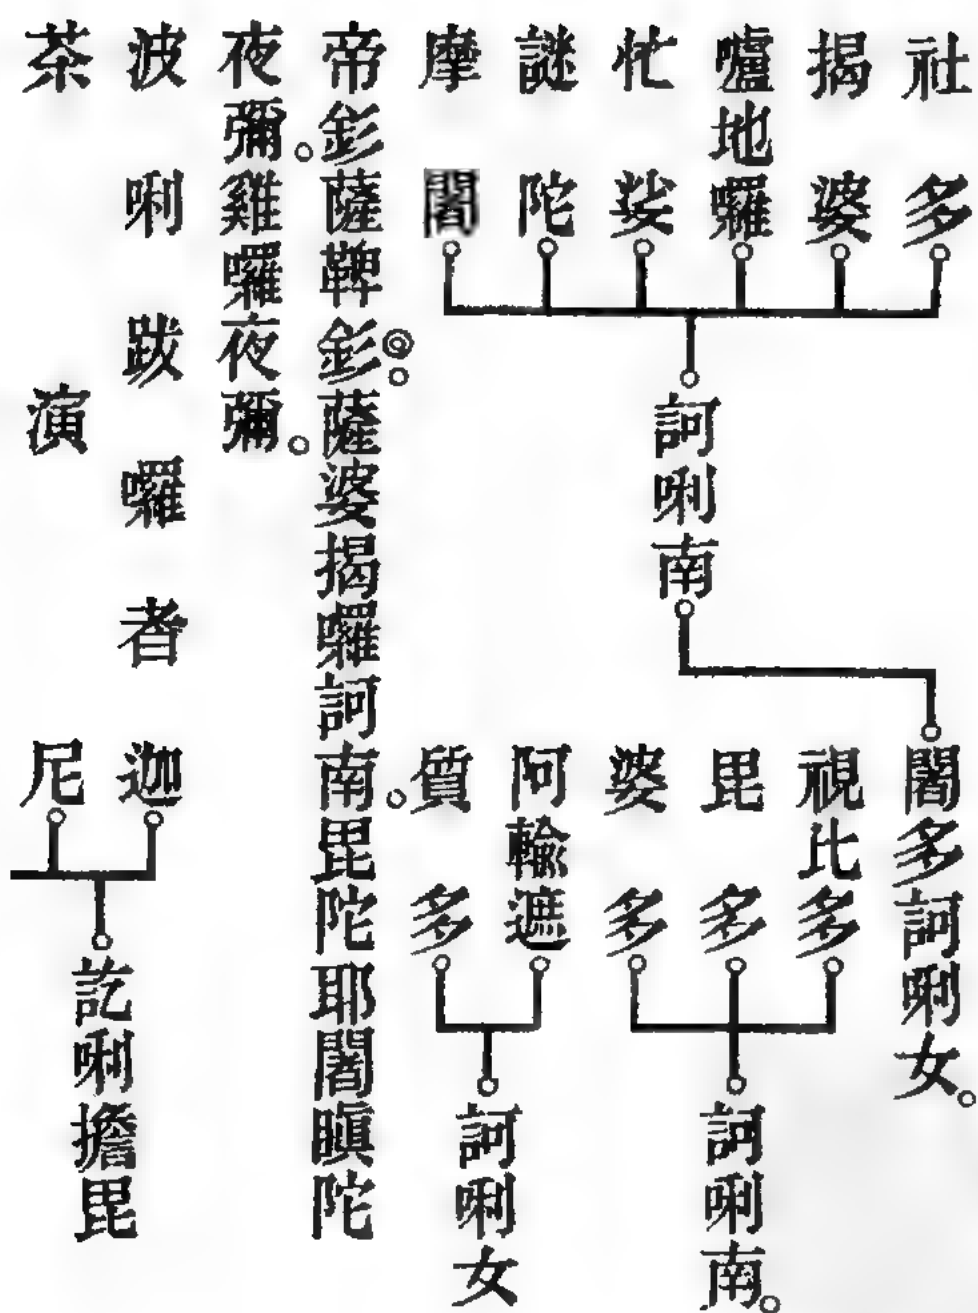 社多
揭婆
嚧地囉
忙娑
謎陀
摩闍
訶唎南
闍多訶唎女。
視比多
毘多
婆多
訶唎南。
阿輸遮
質多
訶唎女
帝釤薩鞞釤。薩婆揭囉訶南。毘陀耶闍瞋陀
夜彌。雞囉夜彌。
波唎跋囉者迦
茶演尼
訖唎擔毘